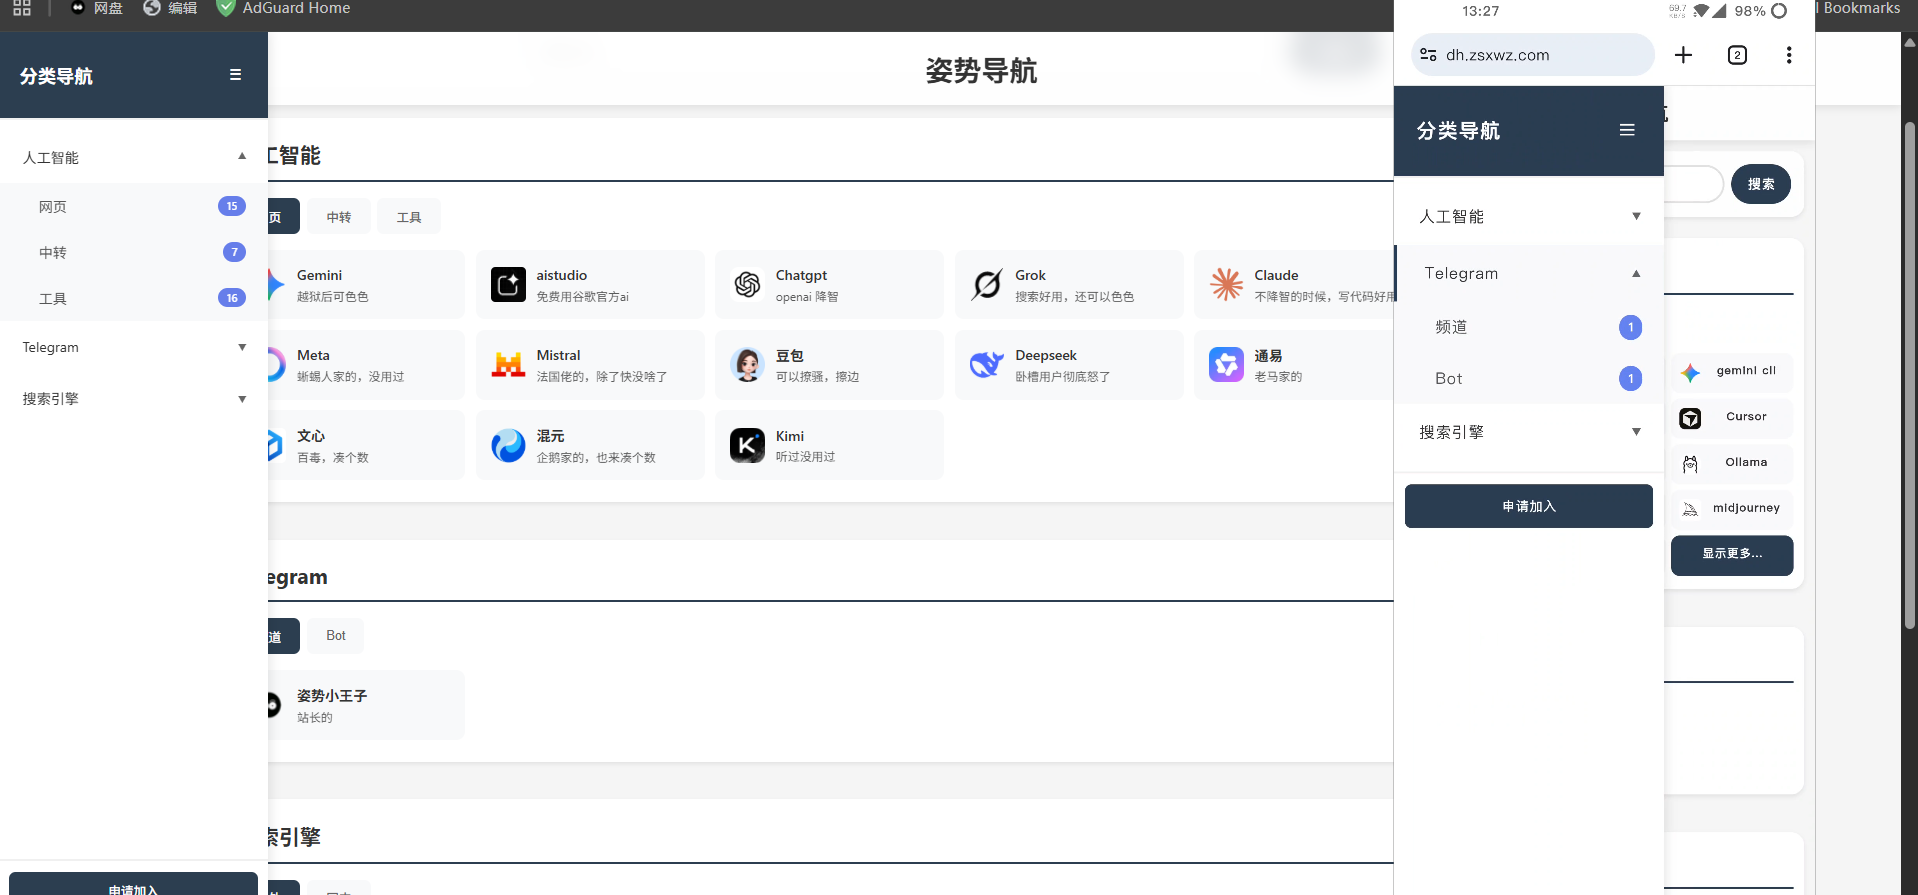 网盘
编辑
AdGuard Home
l Bookmarks
分类导航
☰
人工智能 ▲
网页 15
中转 7
工具 16
Telegram ▼
搜索引擎 ▼
申请加入
姿势导航
工智能
页
中转
工具
Gemini
越狱后可色色
aistudio
免费用谷歌官方ai
Chatgpt
openai 降智
Grok
搜索好用，还可以色色
Claude
不降智的时候，写代码好用
Meta
蜥蜴人家的，没用过
Mistral
法国佬的，除了快没啥了
豆包
可以撩骚，擦边
Deepseek
卧槽用户彻底怒了
通易
老马家的
文心
百毒，凑个数
混元
企鹅家的，也来凑个数
Kimi
听过没用过
egram
道
Bot
姿势小王子
站长的
索引擎
13:27
69.7
KB/s
98%
dh.zsxwz.com
2
分类导航
搜索
人工智能 ▼
Telegram ▲
频道 1
Bot 1
搜索引擎 ▼
申请加入
gemini cli
Cursor
Ollama
midjourney
显示更多...